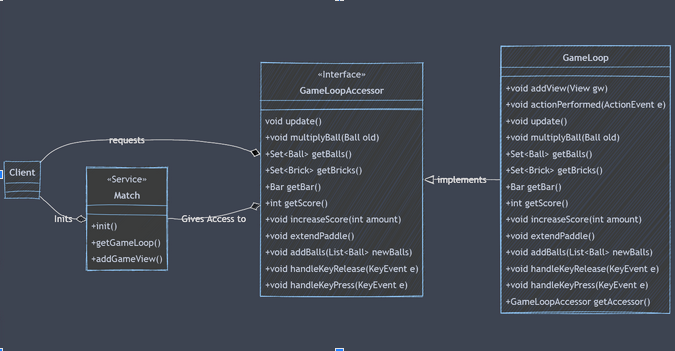 Client
requests
Inits
«Service»
Match
+init()
+getGameLoop()
+addGameView()
Gives Access to
«Interface»
GameLoopAccessor
void update()
+void multiplyBall(Ball old)
+Set<Ball> getBalls()
+Set<Brick> getBricks()
+Bar getBar()
+int getScore()
+void increaseScore(int amount)
+void extendPaddle()
+void addBalls(List<Ball> newBalls)
+void handleKeyRelease(KeyEvent e)
+void handleKeyPress(KeyEvent e)
implements
GameLoop
+void addView(View gw)
+void actionPerformed(ActionEvent e)
+void update()
+void multiplyBall(Ball old)
+Set<Ball> getBalls()
+Set<Brick> getBricks()
+Bar getBar()
+int getScore()
+void increaseScore(int amount)
+void extendPaddle()
+void addBalls(List<Ball> newBalls)
+void handleKeyRelease(KeyEvent e)
+void handleKeyPress(KeyEvent e)
+GameLoopAccessor getAccessor()